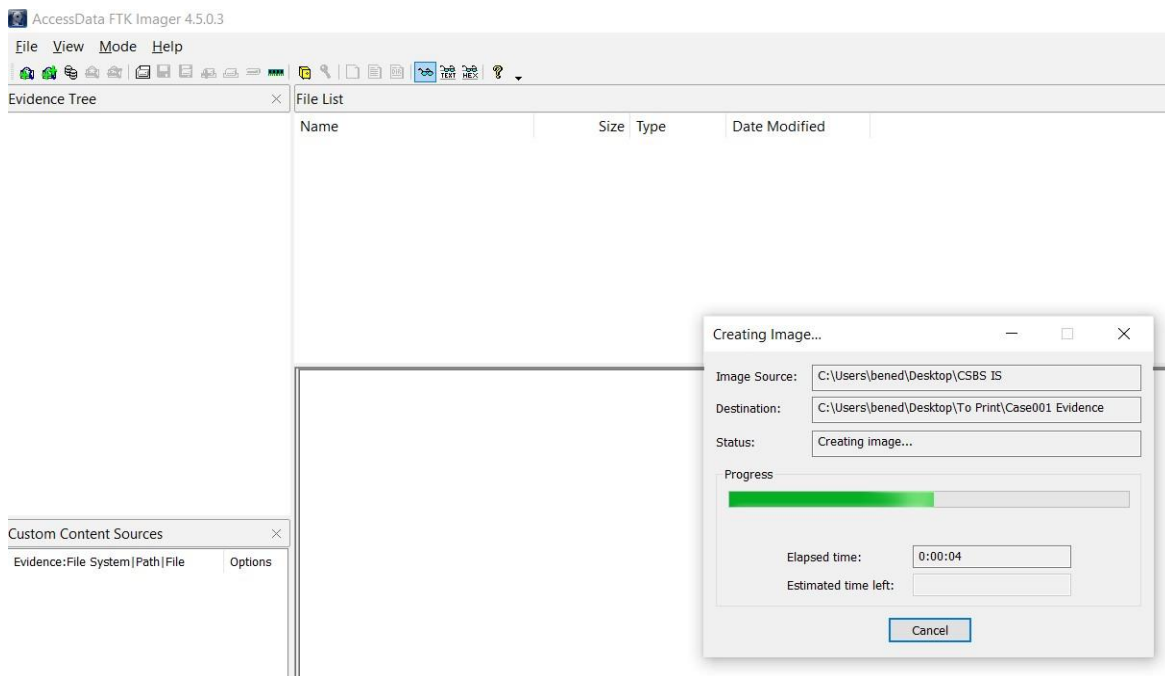 AccessData FTK Imager 4.5.0.3
File View Mode Help
TEXT HEX ?
Evidence Tree
File List
Name Size Type Date Modified
Creating Image...
Image Source: C:\Users\bened\Desktop\CSBS IS
Destination: C:\Users\bened\Desktop\To Print\Case001 Evidence
Status: Creating image...
Progress
Custom Content Sources
Evidence:File System|Path|File Options
Elapsed time: 0:00:04
Estimated time left:
Cancel